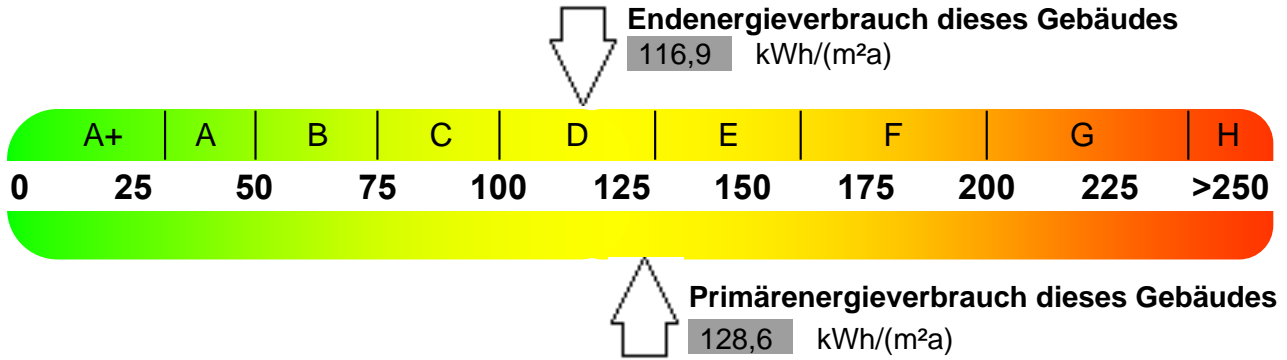 Endenergieverbrauch dieses Gebäudes
116,9 kWh/(m²a)
A+ A B C D E F G H
0 25 50 75 100 125 150 175 200 225 >250
Primärenergieverbrauch dieses Gebäudes
128,6 kWh/(m²a)